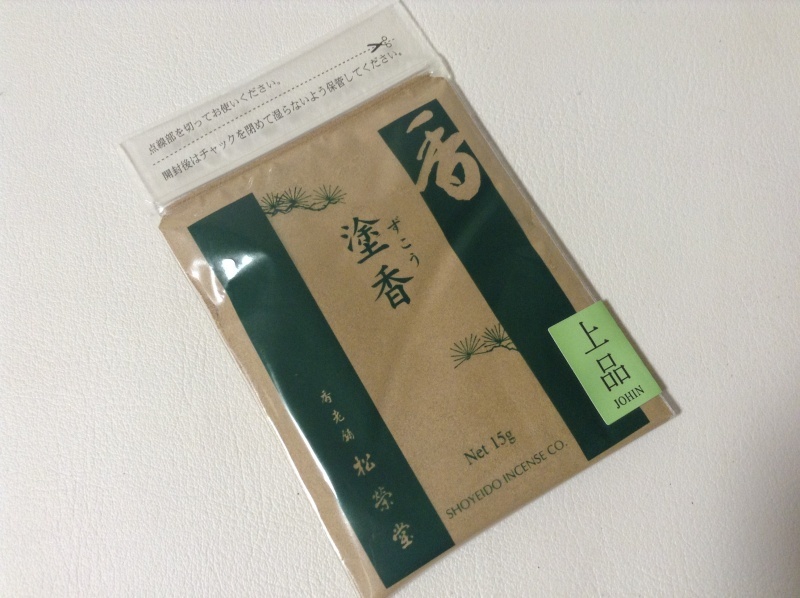 点線部を切ってお使いください。
開封後はチャックを閉めて湿らないよう保管してください。
香
塗香
ずこう
上品
JOHIN
香老舗 松栄堂
Net 15g
SHOYEIDO INCENSE CO.